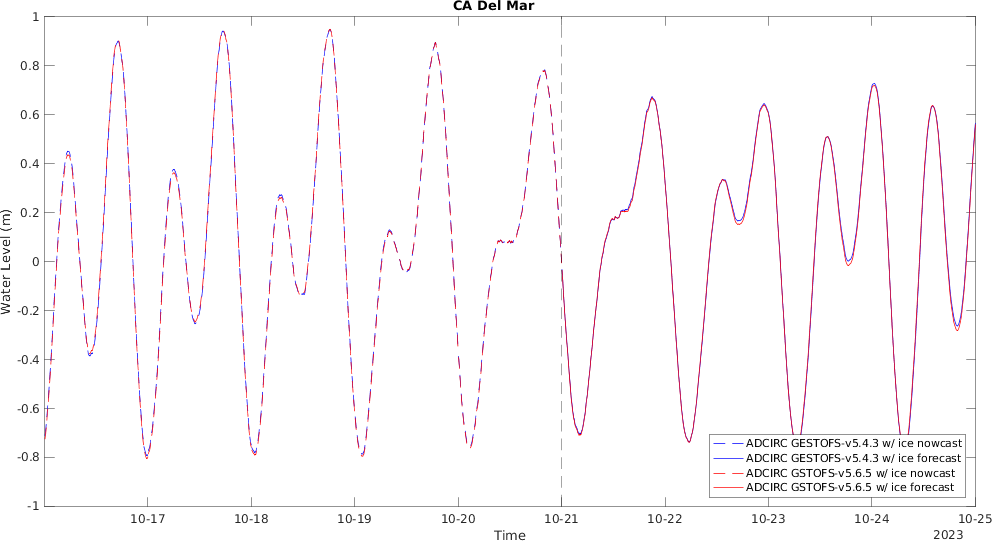 CA Del Mar
1
0.8
0.6
0.4
0.2
0
-0.2
-0.4
-0.6
-0.8
-1
Water Level (m)
ADCIRC GESTOFS-v5.4.3 w/ ice nowcast
ADCIRC GESTOFS-v5.4.3 w/ ice forecast
ADCIRC GSTOFS-v5.6.5 w/ ice nowcast
ADCIRC GSTOFS-v5.6.5 w/ ice forecast
10-17 10-18 10-19 10-20 10-21 10-22 10-23 10-24 10-25
Time
2023